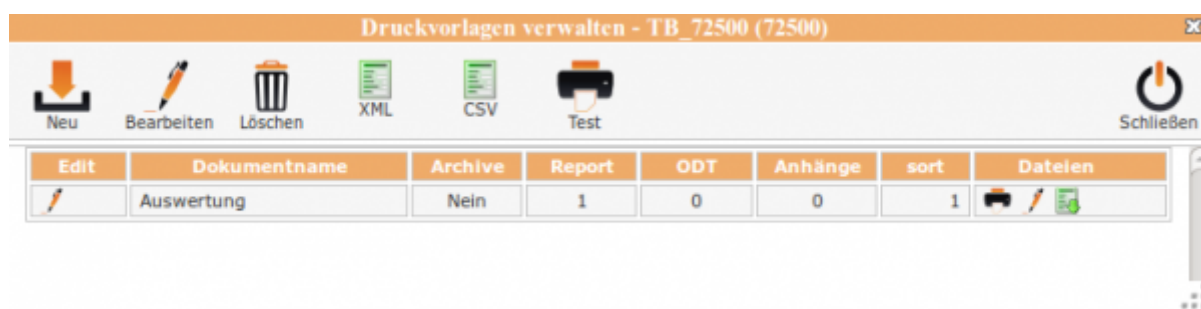 Druckvorlagen verwalten - TB_72500 (72500)
Neu Bearbeiten Löschen XML CSV Test Schließen
Edit Dokumentname Archive Report ODT Anhänge sort Dateien
Auswertung Nein 1 0 0 1